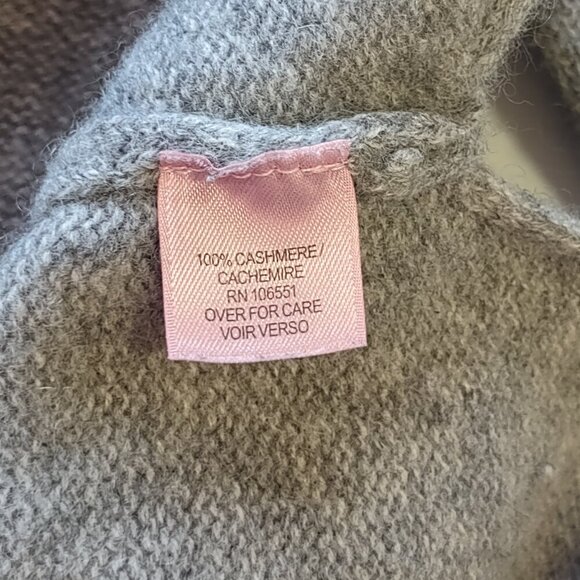 100% CASHMERE/
CACHEMIRE
RN 106551
OVER FOR CARE
VOIR VERSO